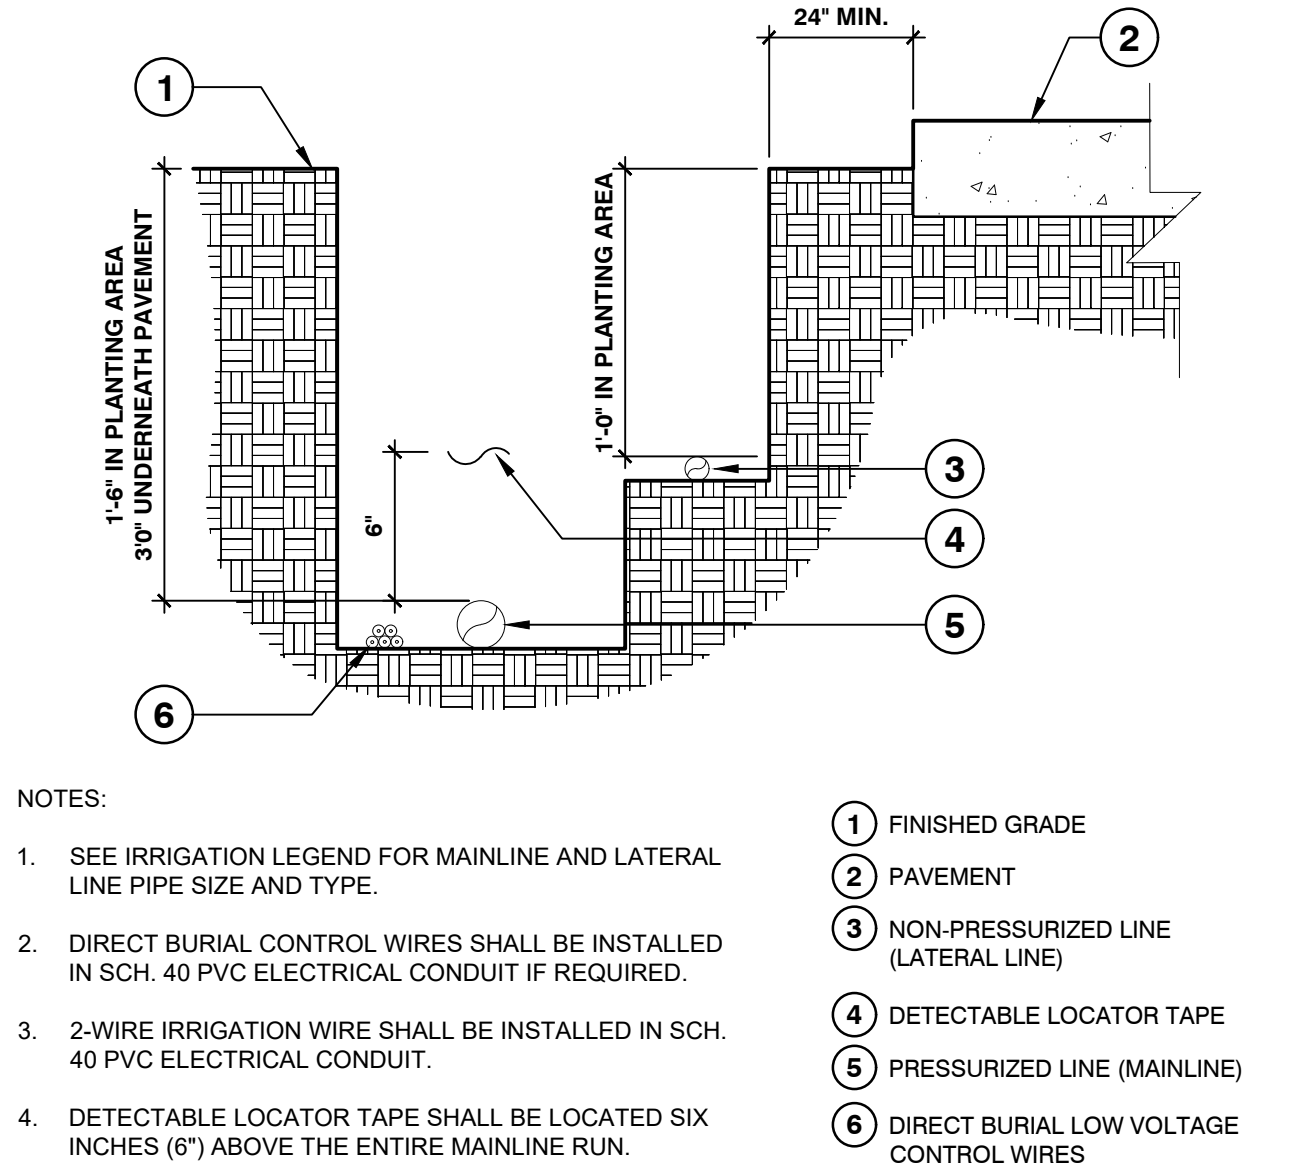 24" MIN.
2
1
1'-6" IN PLANTING AREA
3'0" UNDERNEATH PAVEMENT
1'-0" IN PLANTING AREA
6"
3
4
5
6
NOTES:
1. SEE IRRIGATION LEGEND FOR MAINLINE AND LATERAL
LINE PIPE SIZE AND TYPE.
2. DIRECT BURIAL CONTROL WIRES SHALL BE INSTALLED
IN SCH. 40 PVC ELECTRICAL CONDUIT IF REQUIRED.
3. 2-WIRE IRRIGATION WIRE SHALL BE INSTALLED IN SCH.
40 PVC ELECTRICAL CONDUIT.
4. DETECTABLE LOCATOR TAPE SHALL BE LOCATED SIX
INCHES (6") ABOVE THE ENTIRE MAINLINE RUN.
1 FINISHED GRADE
2 PAVEMENT
3 NON-PRESSURIZED LINE
(LATERAL LINE)
4 DETECTABLE LOCATOR TAPE
5 PRESSURIZED LINE (MAINLINE)
6 DIRECT BURIAL LOW VOLTAGE
CONTROL WIRES